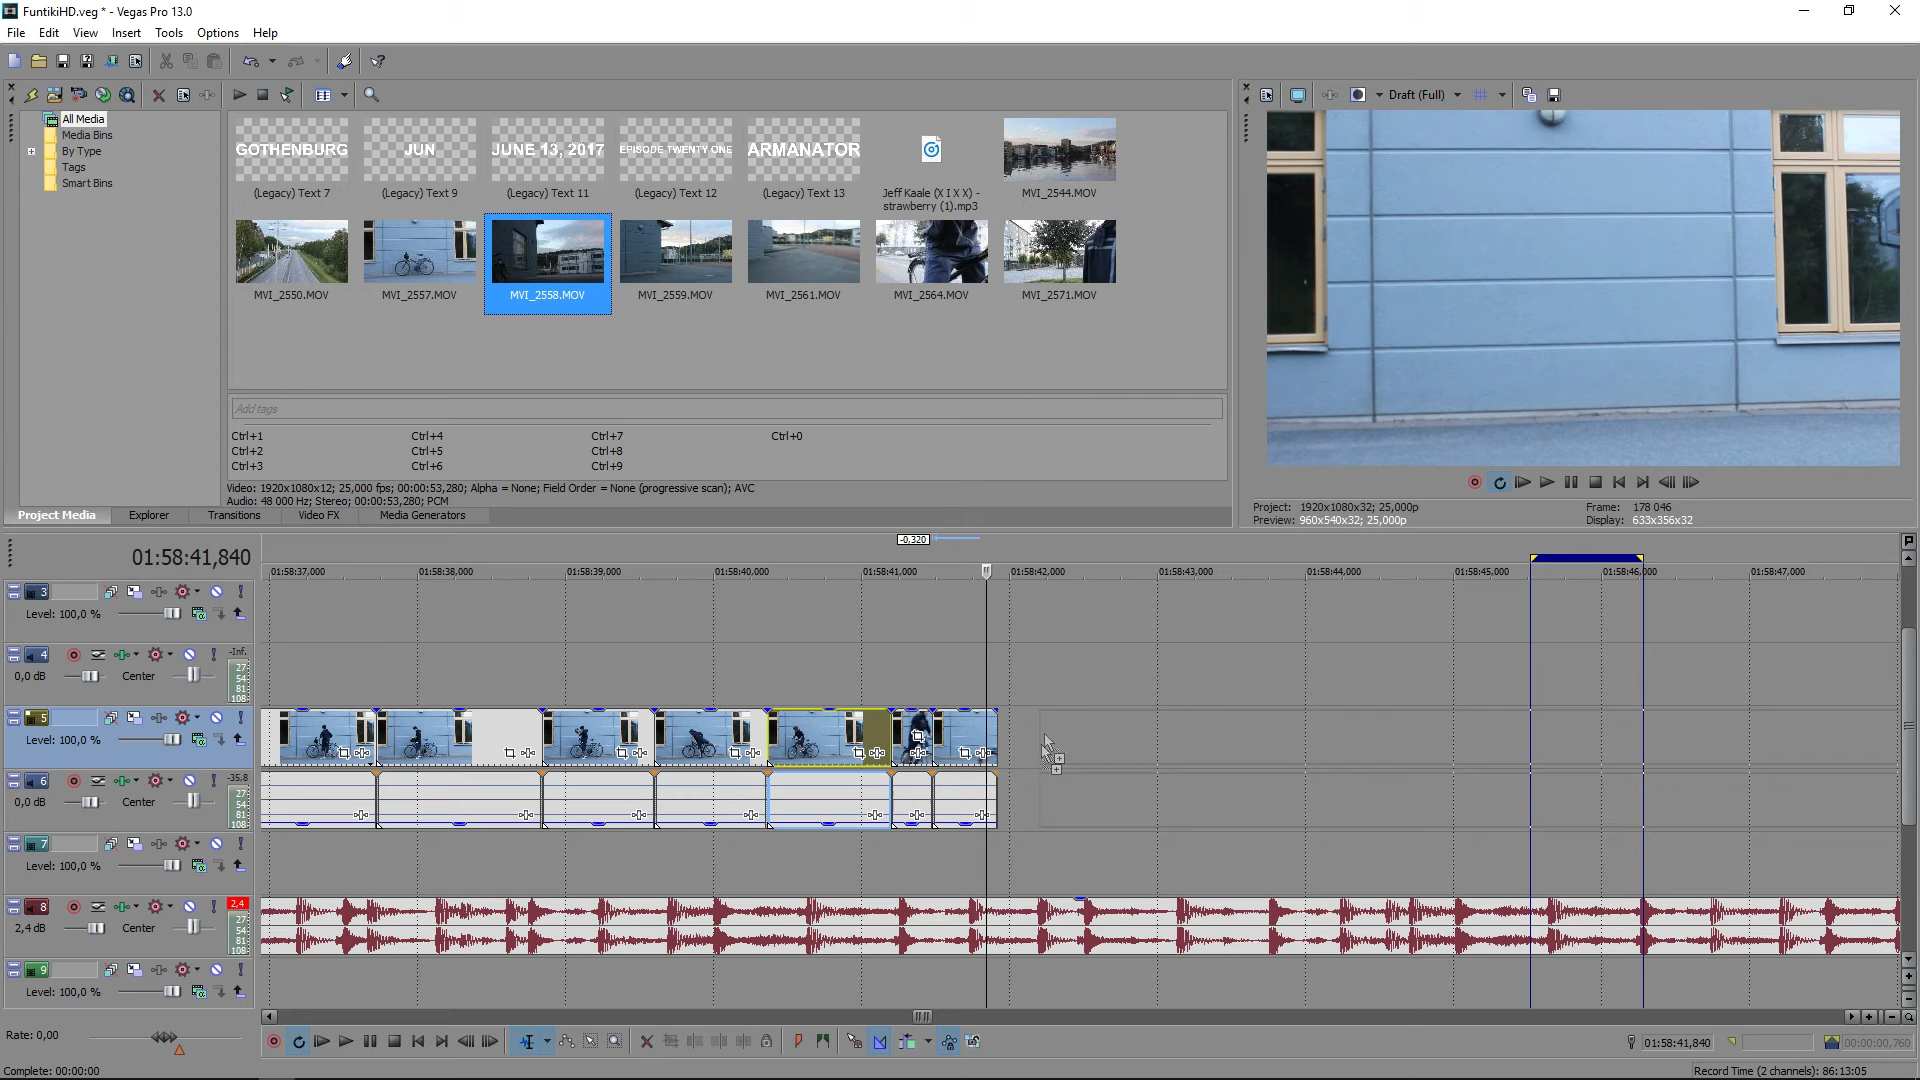 FuntikiHD.veg * - Vegas Pro 13.0
File Edit View Insert Tools Options Help
All Media
Media Bins
By Type
Tags
Smart Bins
GOTHENBURG JUN JUNE 13, 2017 EPISODE TWENTY ONE ARMANATOR
(Legacy) Text 7 (Legacy) Text 9 (Legacy) Text 11 (Legacy) Text 12 (Legacy) Text 13 Jeff Kaale (X I X X) - MVI_2544.MOV
strawberry (1).mp3
MVI_2550.MOV MVI_2557.MOV MVI_2558.MOV MVI_2559.MOV MVI_2561.MOV MVI_2564.MOV MVI_2571.MOV
Add tags
Ctrl+1 Ctrl+4 Ctrl+7 Ctrl+0
Ctrl+2 Ctrl+5 Ctrl+8
Ctrl+3 Ctrl+6 Ctrl+9
Video: 1920x1080x12; 25,000 fps; 00:00:53,280; Alpha = None; Field Order = None (progressive scan); AVC
Audio: 48 000 Hz; Stereo; 00:00:53,280; PCM
Project Media Explorer Transitions Video FX Media Generators
Draft (Full)
Project: 1920x1080x32; 25,000p Frame: 178 046
Preview: 960x540x32; 25,000p Display: 633x356x32
01:58:41,840
-0,320
01:58:37,000 01:58:38,000 01:58:39,000 01:58:40,000 01:58:41,000 01:58:42,000 01:58:43,000 01:58:44,000 01:58:45,000 01:58:46,000 01:58:47,000
3
Level: 100,0 %
4 -Inf.
0,0 dB Center
27
54
81
108
5
Level: 100,0 %
6 -35,8
0,0 dB Center
27
54
81
108
7
Level: 100,0 %
8 2,4
2,4 dB Center
27
54
81
108
9
Level: 100,0 %
Rate: 0,00
01:58:41,840 00:00:00,760
Complete: 00:00:00
Record Time (2 channels): 86:13:05